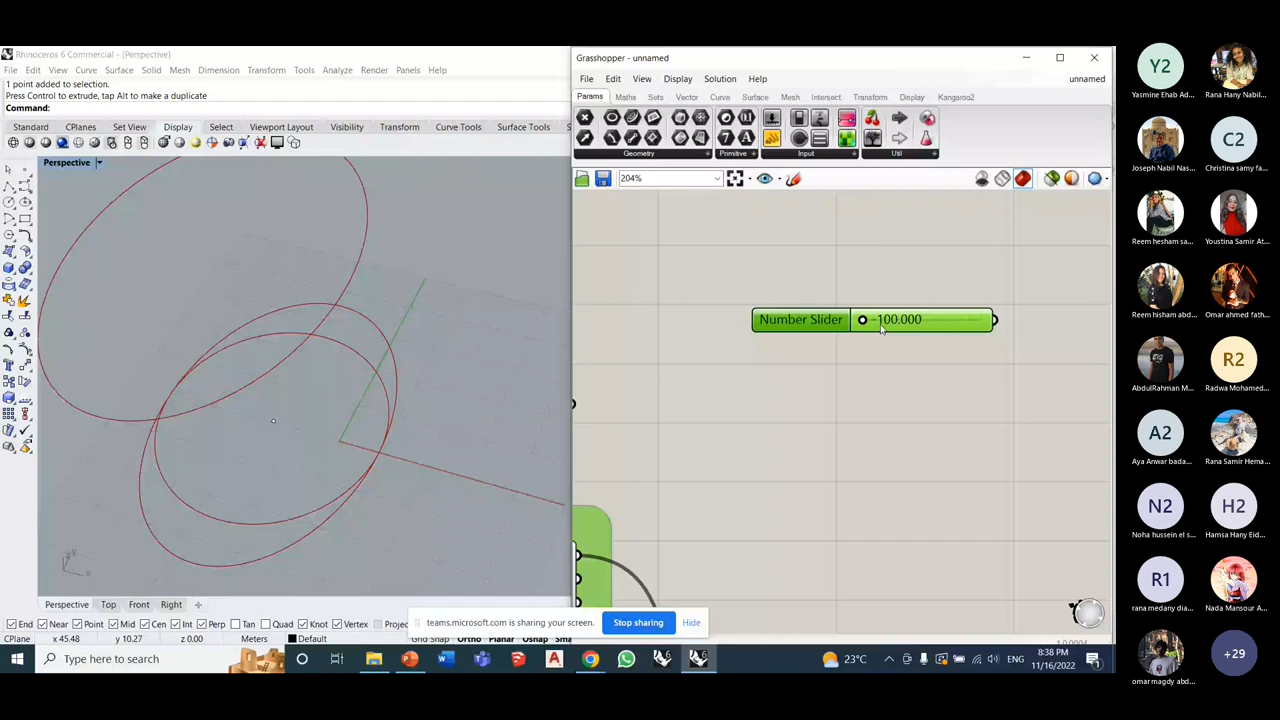 Rhinoceros 6 Commercial - [Perspective]
File Edit View Curve Surface Solid Mesh Dimension Transform Tools Analyze Render Panels Help
1 point added to selection.
Press Control to extrude, tap Alt to make a duplicate
Command:
Standard CPlanes Set View Display Select Viewport Layout Visibility Transform Curve Tools Surface Tools
Perspective
Perspective Top Front Right
End Near Point Mid Cen Int Perp Tan Quad Knot Vertex
CPlane x 45.48 y 10.27 z 0.00 Meters Default Grid Snap Ortho Planar Osnap
Grasshopper - unnamed
File Edit View Display Solution Help unnamed
Params Maths Sets Vector Curve Surface Mesh Intersect Transform Display Kangaroo2
Geometry Primitive Input Util
204%
Number Slider -100.000
1.0.0004
teams.microsoft.com is sharing your screen. Stop sharing Hide
Type here to search
23°C ENG 8:38 PM 11/16/2022
Y2
Yasmine Ehab Ad...
Rana Hany Nabil...
Joseph Nabil Nas...
C2
Christina samy fa...
Reem hesham sa...
Youstina Samir At...
Reem hisham abd...
Omar ahmed fath...
AbdulRahman M...
R2
Radwa Mohamed...
A2
Aya Anwar bada...
Rana Samir Hema...
N2
Noha hussein el s...
H2
Hamsa Hany Eid...
R1
rana medany dia...
Nada Mansour A...
omar magdy abd...
+29